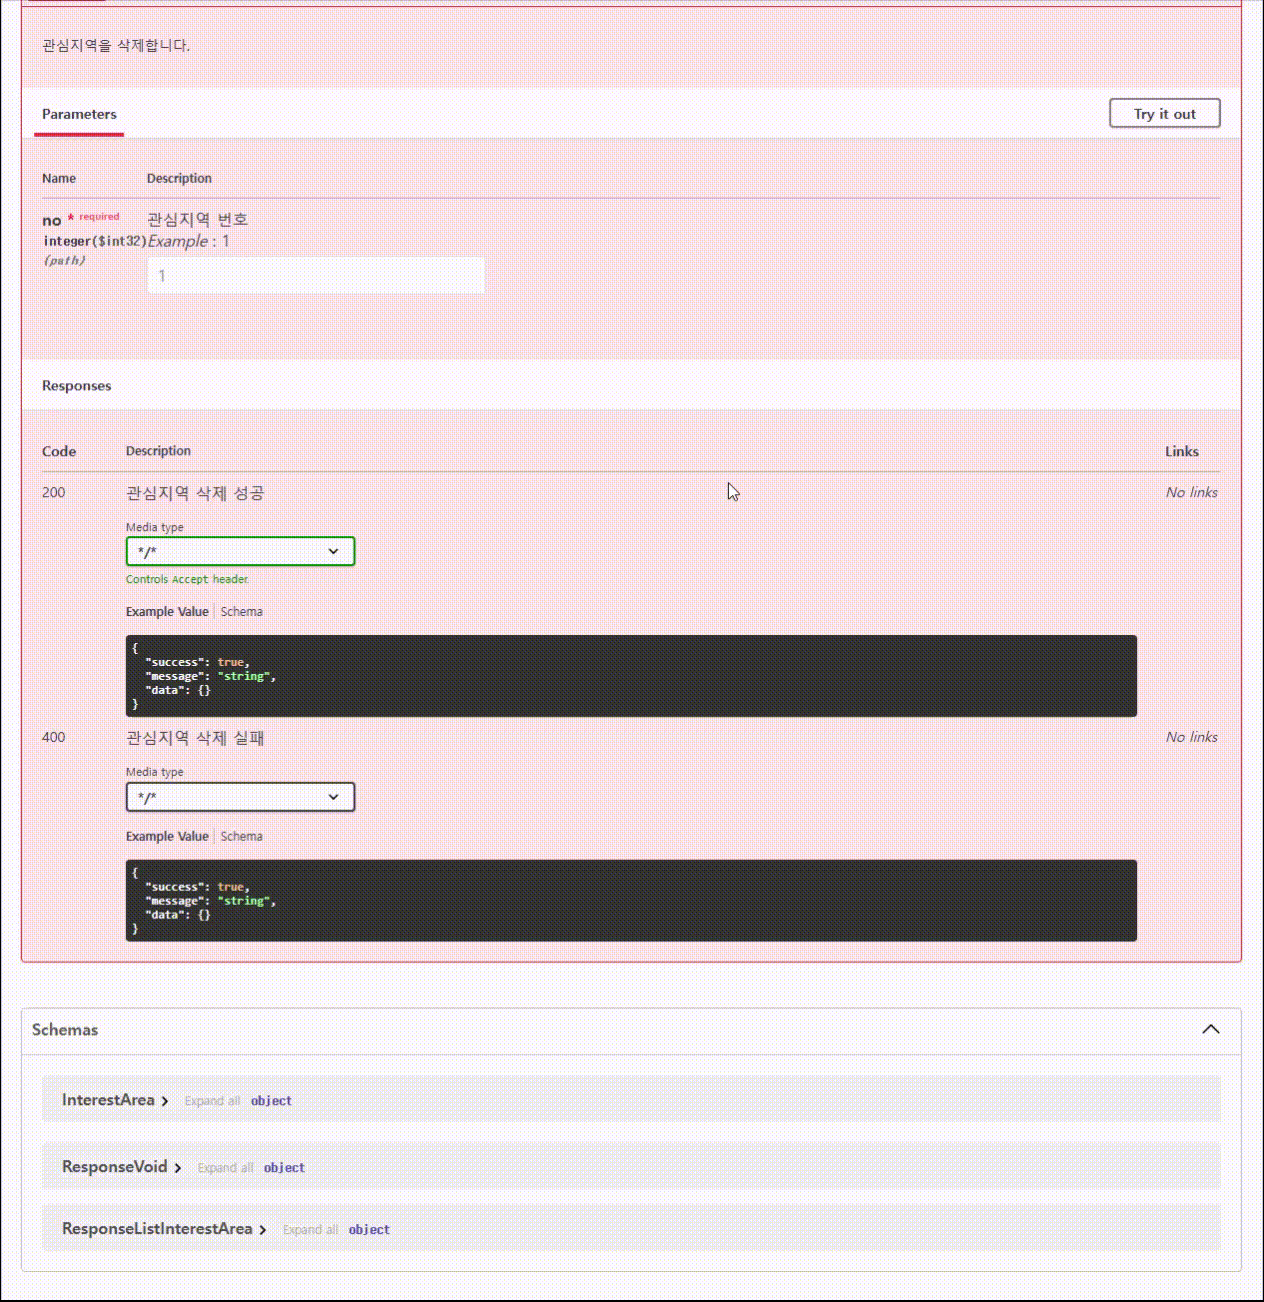 관심지역을 삭제합니다.
Parameters
Try it out
Name Description
no * required 관심지역 번호
integer($int32) Example : 1
(path)
1
Responses
Code Description Links
200 관심지역 삭제 성공 No links
Media type
*/*
Controls Accept header.
Example Value Schema
{
"success": true,
"message": "string",
"data": {}
}
400 관심지역 삭제 실패 No links
Media type
*/*
Example Value Schema
{
"success": true,
"message": "string",
"data": {}
}
Schemas
InterestArea Expand all object
ResponseVoid Expand all object
ResponseListInterestArea Expand all object